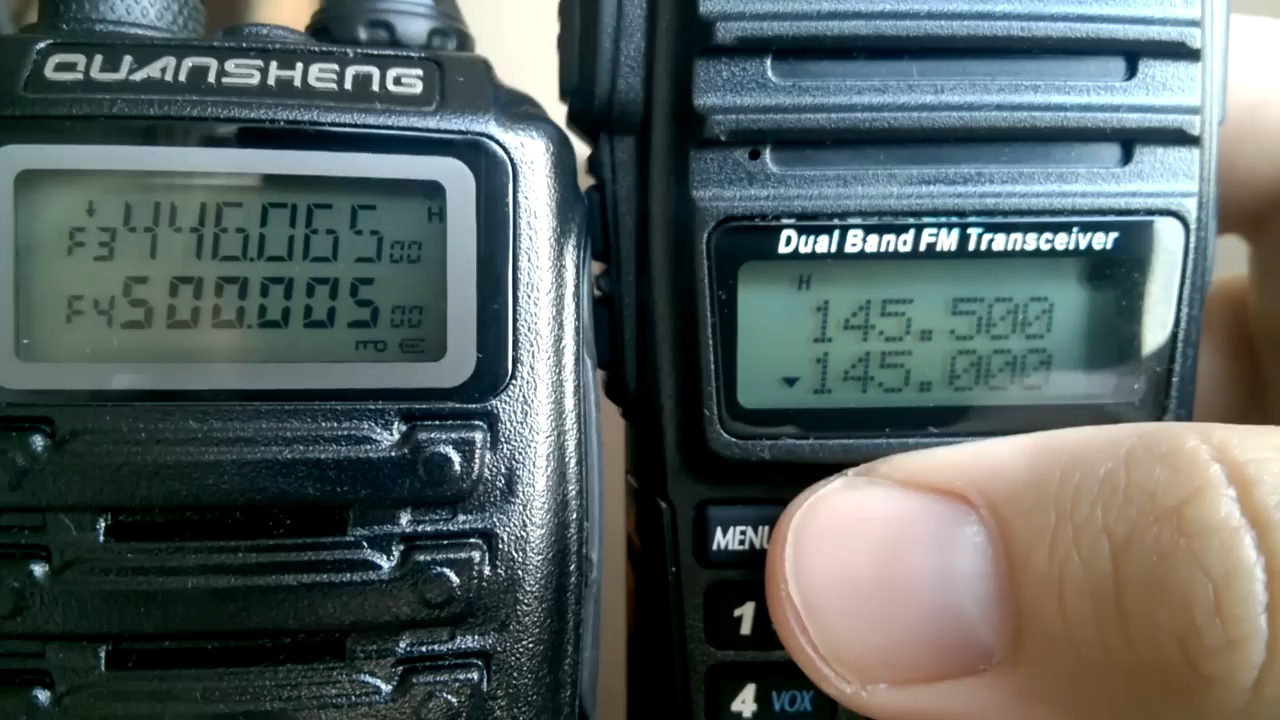 QUANSHENG
F3 446.065 00 H
F4 500.005 00
Dual Band FM Transceiver
H
145.500
145.000
MENU
1
4 VOX